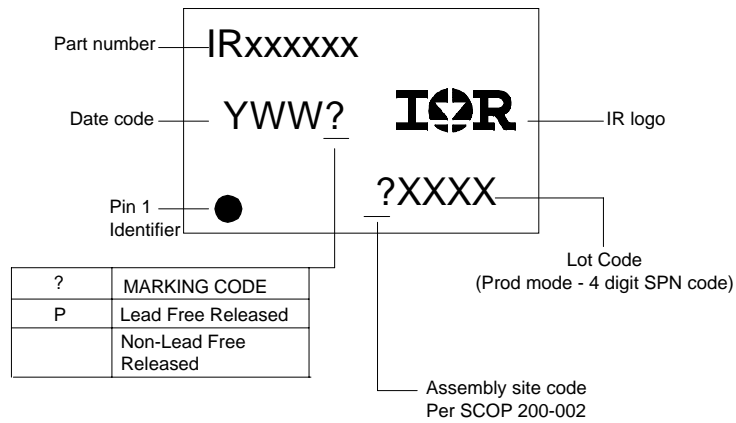 Part number
IRxxxxxx
Date code
YWW?
IOR
IR logo
?XXXX
Pin 1
Identifier
Lot Code
(Prod mode - 4 digit SPN code)
? MARKING CODE
P Lead Free Released
Non-Lead Free
Released
Assembly site code
Per SCOP 200-002